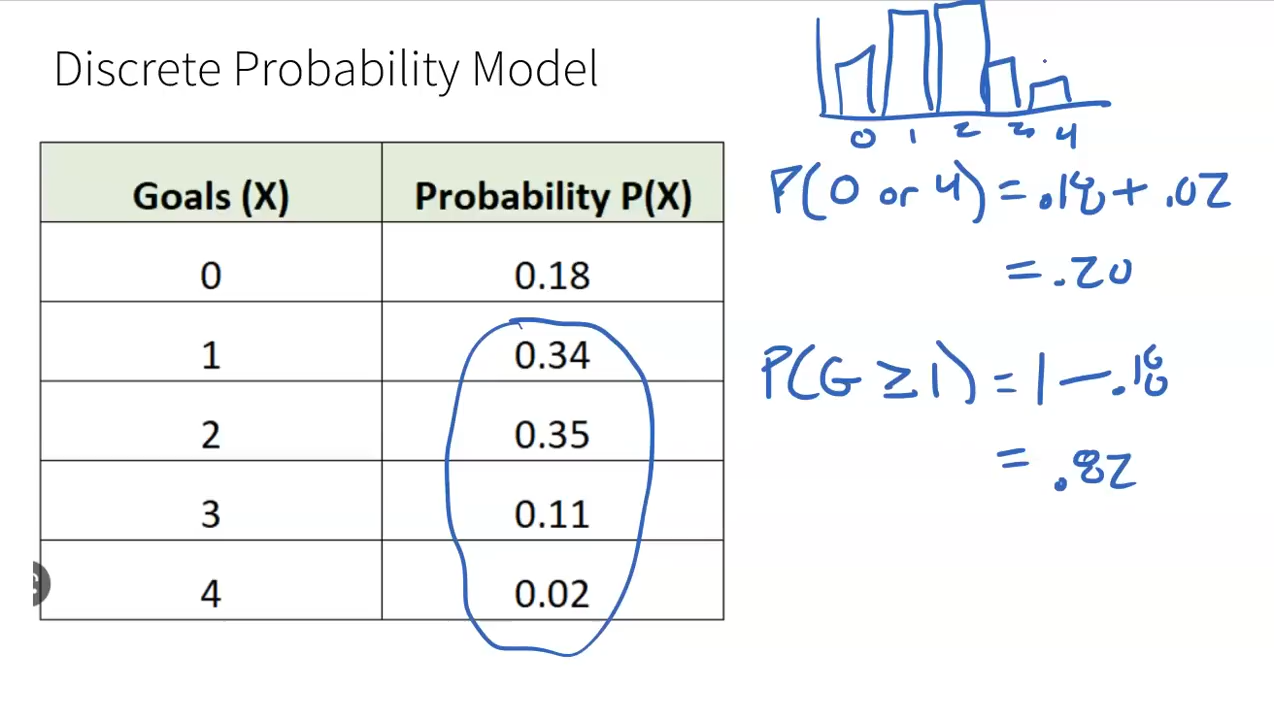 Discrete Probability Model
0 1 2 3 4
Goals (X) Probability P(X)
0 0.18
1 0.34
2 0.35
3 0.11
4 0.02
P(0 or 4) = .18 + .02
= .20
P(G ≥ 1) = 1 - .18
= .82